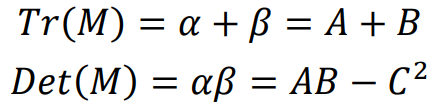 Tr(M) = α + β = A + B
Det(M) = αβ = AB − C²